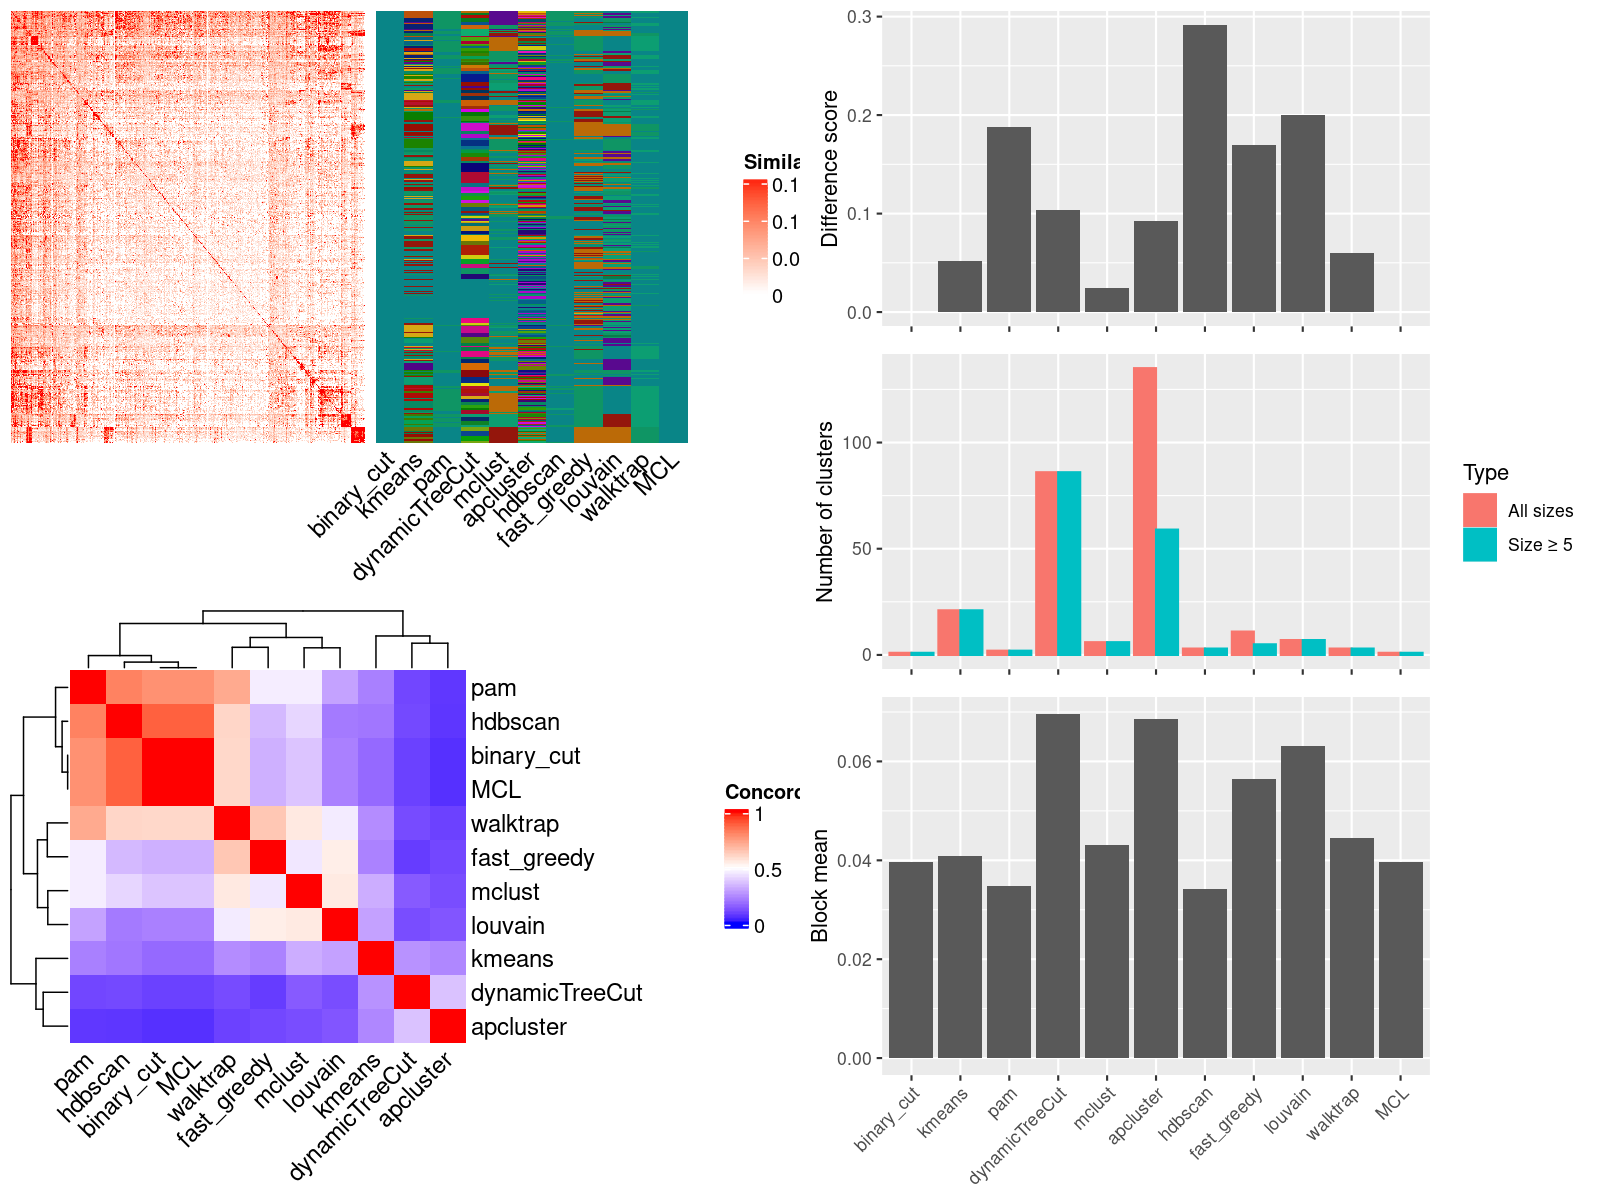 Simila
0.1
0.1
0.0
0
binary_cut
kmeans
pam
dynamicTreeCut
mclust
apcluster
hdbscan
fast_greedy
louvain
walktrap
MCL
pam
hdbscan
binary_cut
MCL
walktrap
fast_greedy
mclust
louvain
kmeans
dynamicTreeCut
apcluster
pam
hdbscan
binary_cut
MCL
walktrap
fast_greedy
mclust
louvain
kmeans
dynamicTreeCut
apcluster
Concord
1
0.5
0
Difference score
0.3
0.2
0.1
0.0
Number of clusters
100
50
0
Type
All sizes
Size ≥ 5
Block mean
0.06
0.04
0.02
0.00
binary_cut
kmeans
pam
dynamicTreeCut
mclust
apcluster
hdbscan
fast_greedy
louvain
walktrap
MCL